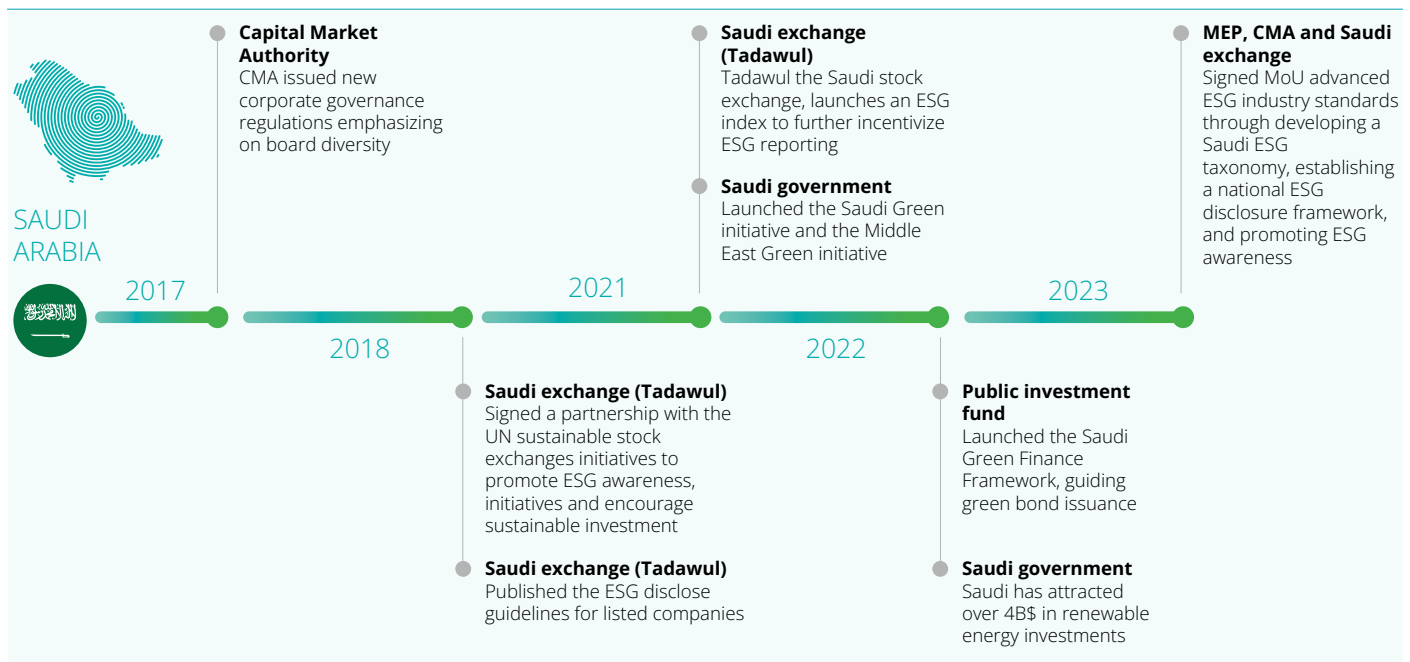 SAUDI
ARABIA
2017
Capital Market
Authority
CMA issued new
corporate governance
regulations emphasizing
on board diversity
2018
Saudi exchange (Tadawul)
Signed a partnership with the
UN sustainable stock
exchanges initiatives to
promote ESG awareness,
initiatives and encourage
sustainable investment
Saudi exchange (Tadawul)
Published the ESG disclose
guidelines for listed companies
2021
Saudi exchange
(Tadawul)
Tadawul the Saudi stock
exchange, launches an ESG
index to further incentivize
ESG reporting
Saudi government
Launched the Saudi Green
initiative and the Middle
East Green initiative
2022
Public investment
fund
Launched the Saudi
Green Finance
Framework, guiding
green bond issuance
Saudi government
Saudi has attracted
over 4B$ in renewable
energy investments
2023
MEP, CMA and Saudi
exchange
Signed MoU advanced
ESG industry standards
through developing a
Saudi ESG
taxonomy, establishing
a national ESG
disclosure framework,
and promoting ESG
awareness